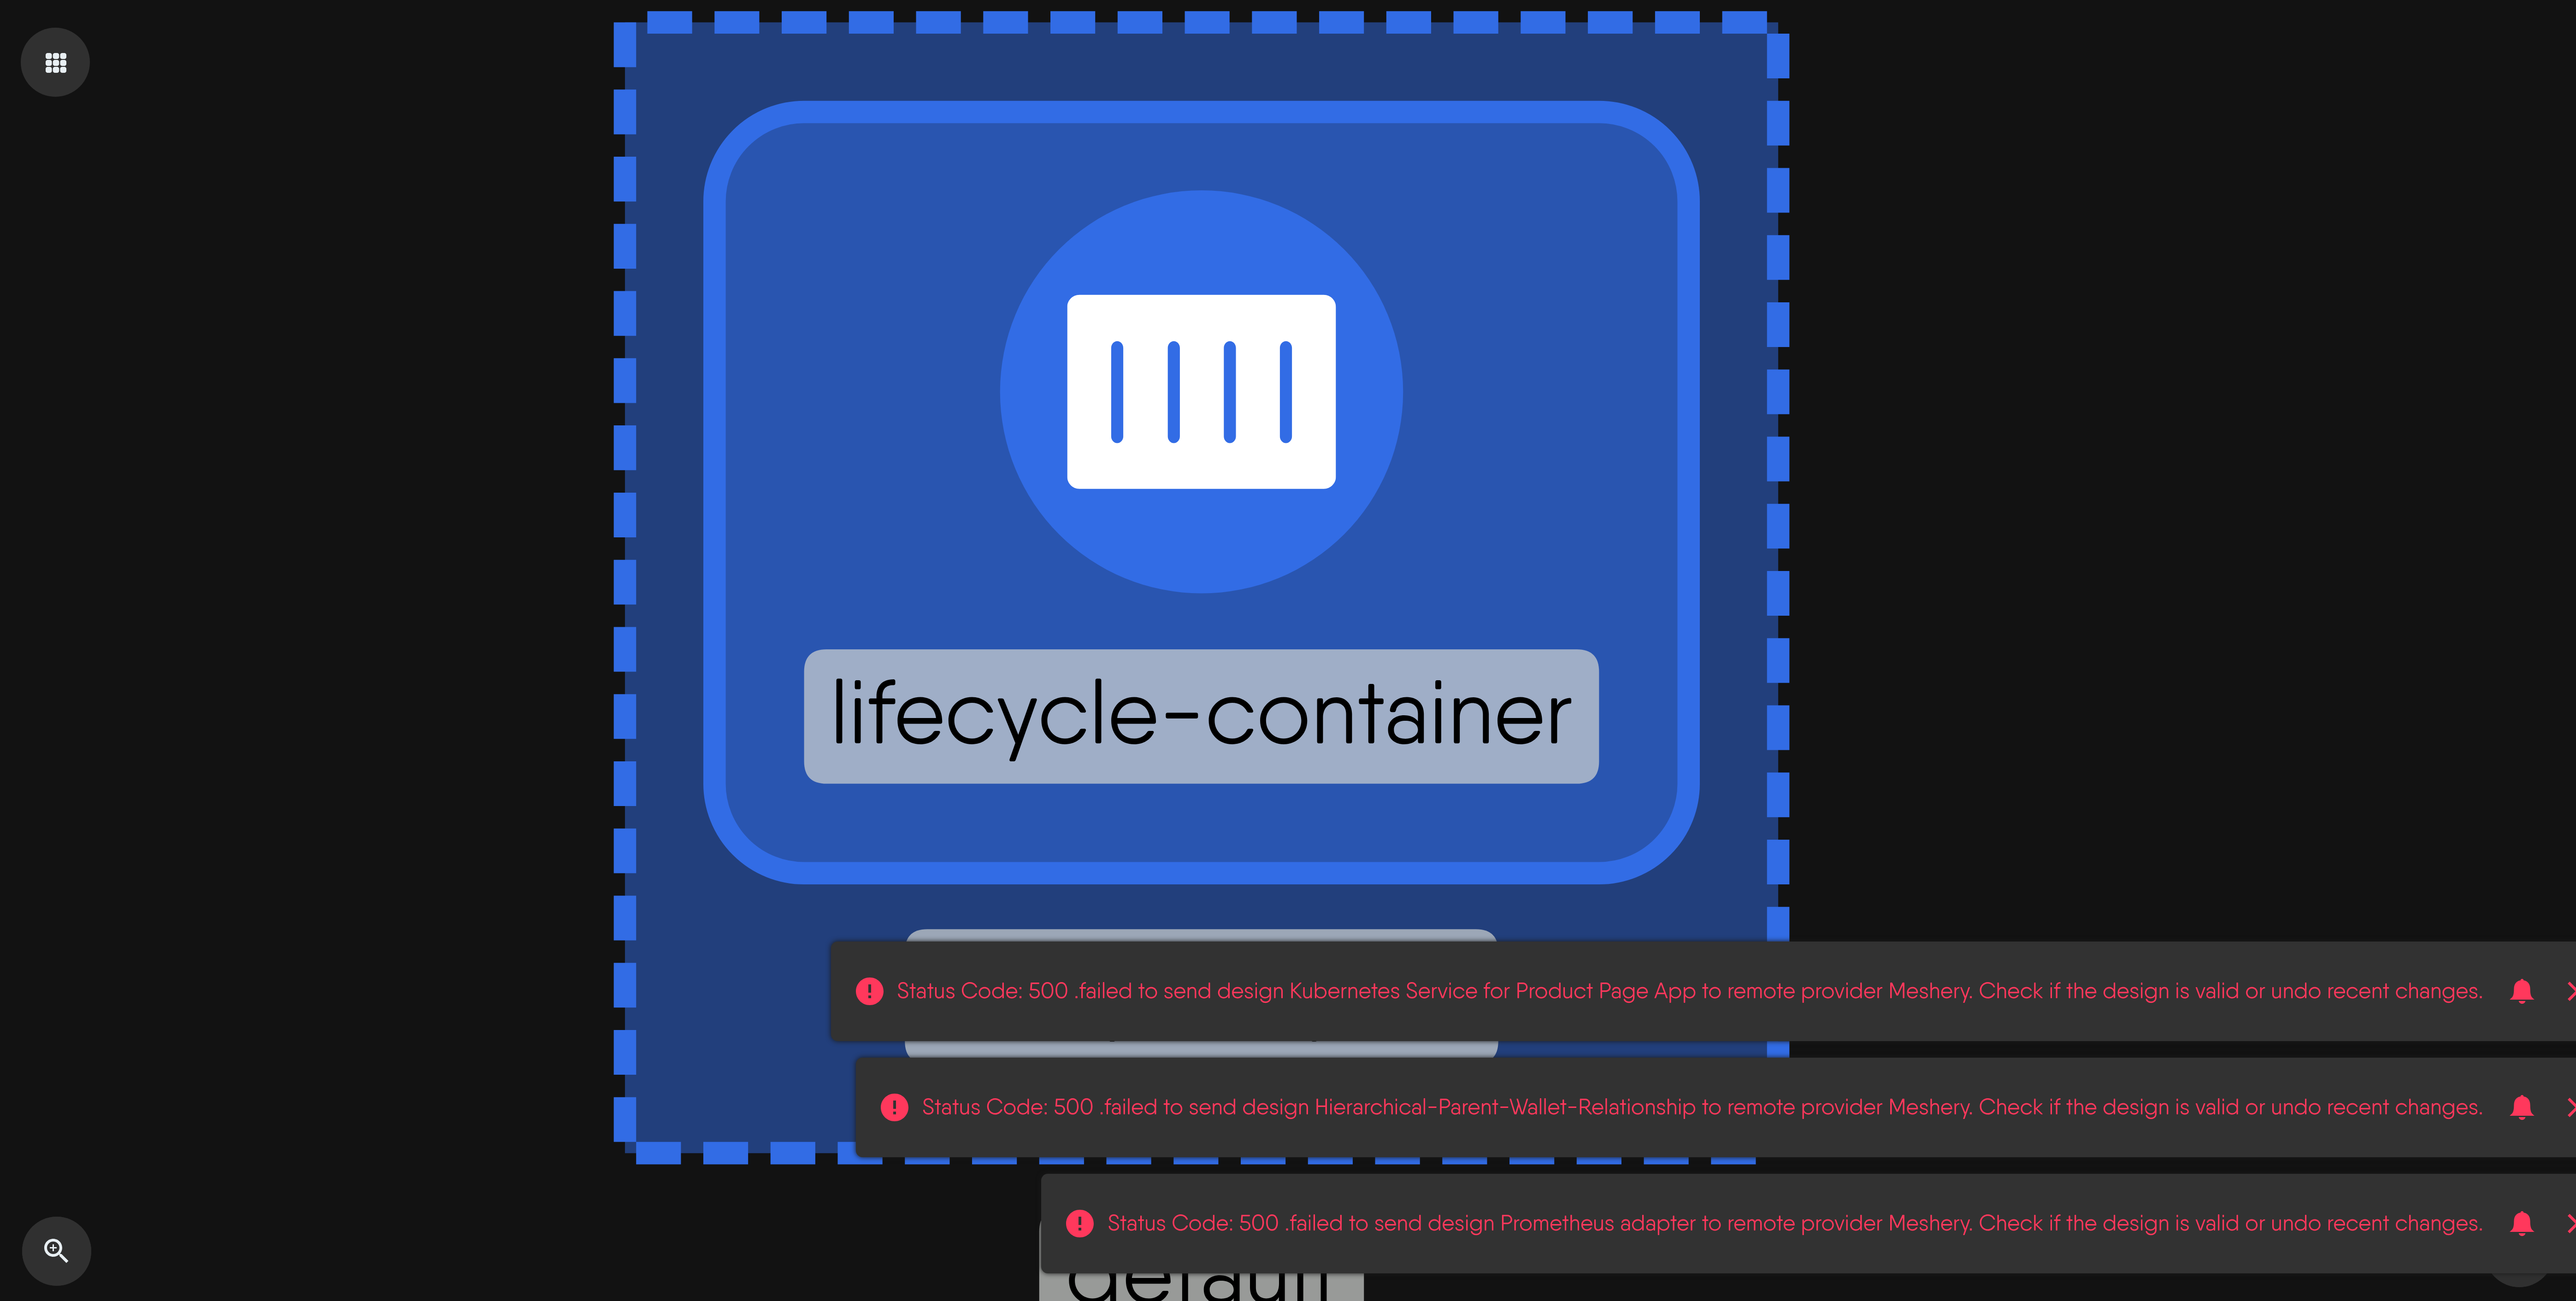 lifecycle-container
Status Code: 500 .failed to send design Kubernetes Service for Product Page App to remote provider Meshery. Check if the design is valid or undo recent changes.
Status Code: 500 .failed to send design Hierarchical-Parent-Wallet-Relationship to remote provider Meshery. Check if the design is valid or undo recent changes.
Status Code: 500 .failed to send design Prometheus adapter to remote provider Meshery. Check if the design is valid or undo recent changes.
default